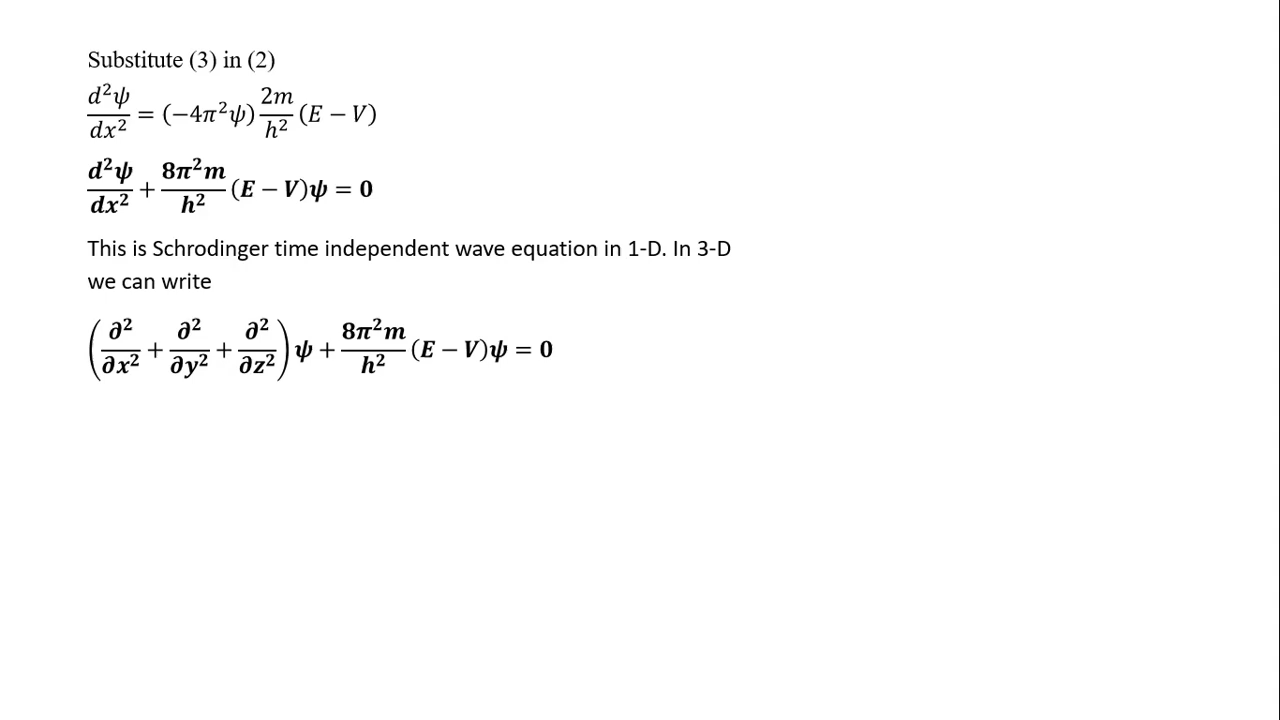 Substitute (3) in (2)
d²ψ/dx² = (−4π²ψ) 2m/h² (E − V)
d²ψ/dx² + 8π²m/h² (E − V)ψ = 0
This is Schrodinger time independent wave equation in 1-D. In 3-D
we can write
(∂²/∂x² + ∂²/∂y² + ∂²/∂z²) ψ + 8π²m/h² (E − V)ψ = 0